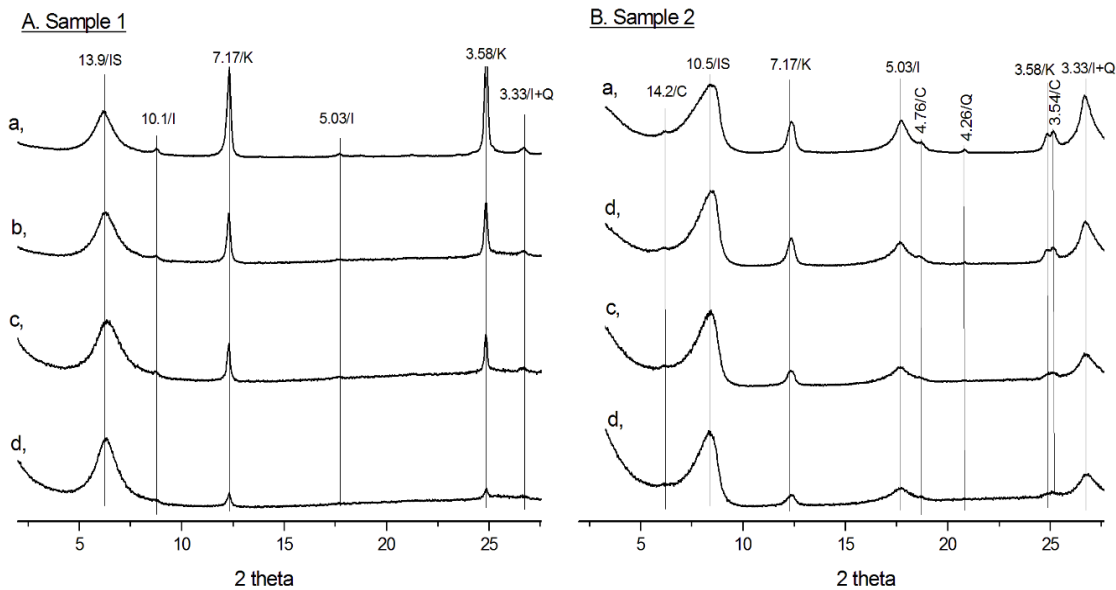 A. Sample 1
13.9/IS
10.1/I
7.17/K
5.03/I
3.58/K
3.33/I+Q
a,
b,
c,
d,
5
10
15
20
25
2 theta
B. Sample 2
14.2/C
10.5/IS
7.17/K
5.03/I
4.76/C
4.26/Q
3.58/K
3.54/C
3.33/I+Q
a,
d,
c,
d,
5
10
15
20
25
2 theta